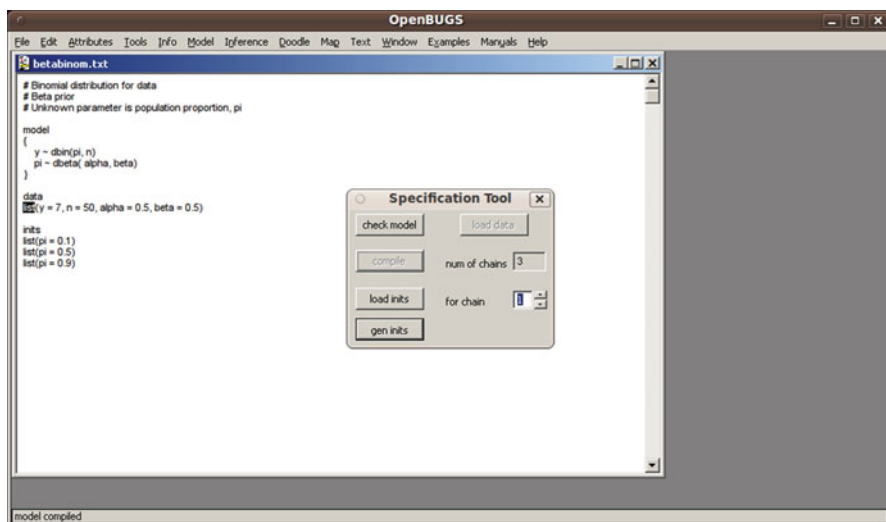 OpenBUGS
File Edit Attributes Tools Info Model Inference Doodle Map Text Window Examples Manuals Help
betabinom.txt
# Binomial distribution for data
# Beta prior
# Unknown parameter is population proportion, pi
model
{
y ~ dbin(pi, n)
pi ~ dbeta( alpha, beta)
}
data
list(y = 7, n = 50, alpha = 0.5, beta = 0.5)
inits
list(pi = 0.1)
list(pi = 0.5)
list(pi = 0.9)
Specification Tool
check model load data
compile num of chains 3
load inits for chain 1
gen inits
model compiled